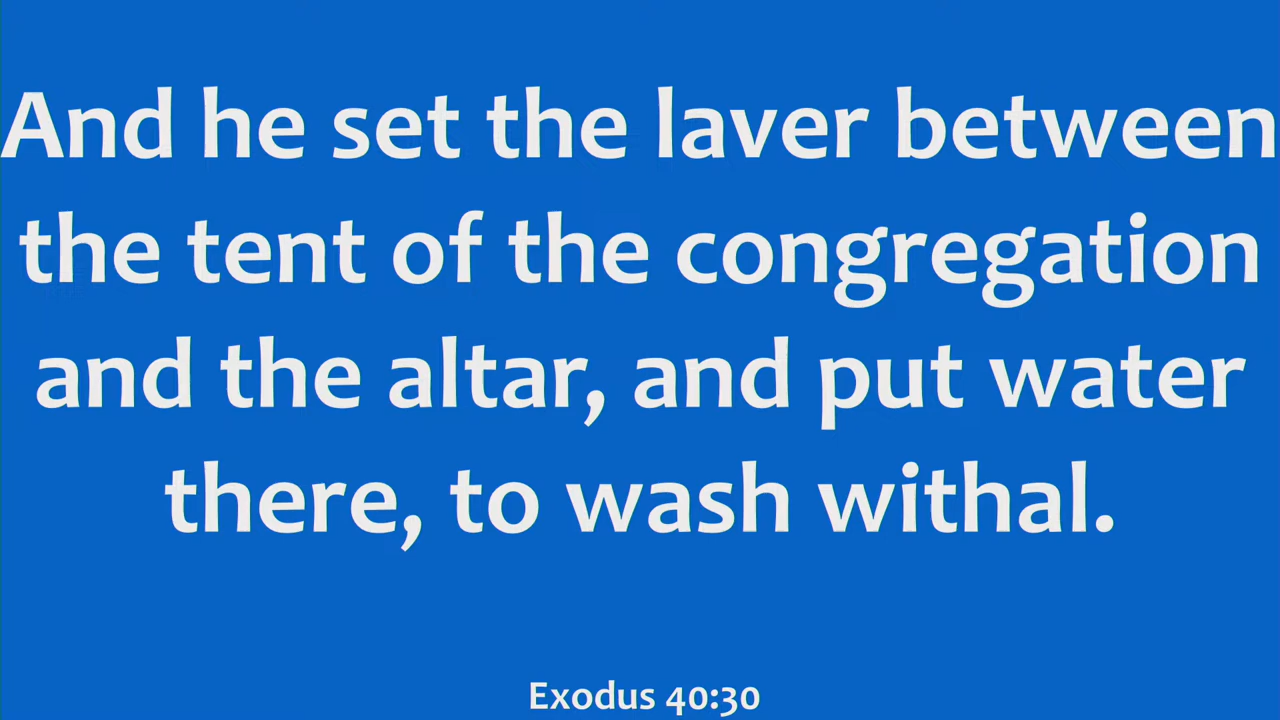 And he set the laver between
the tent of the congregation
and the altar, and put water
there, to wash withal.
Exodus 40:30